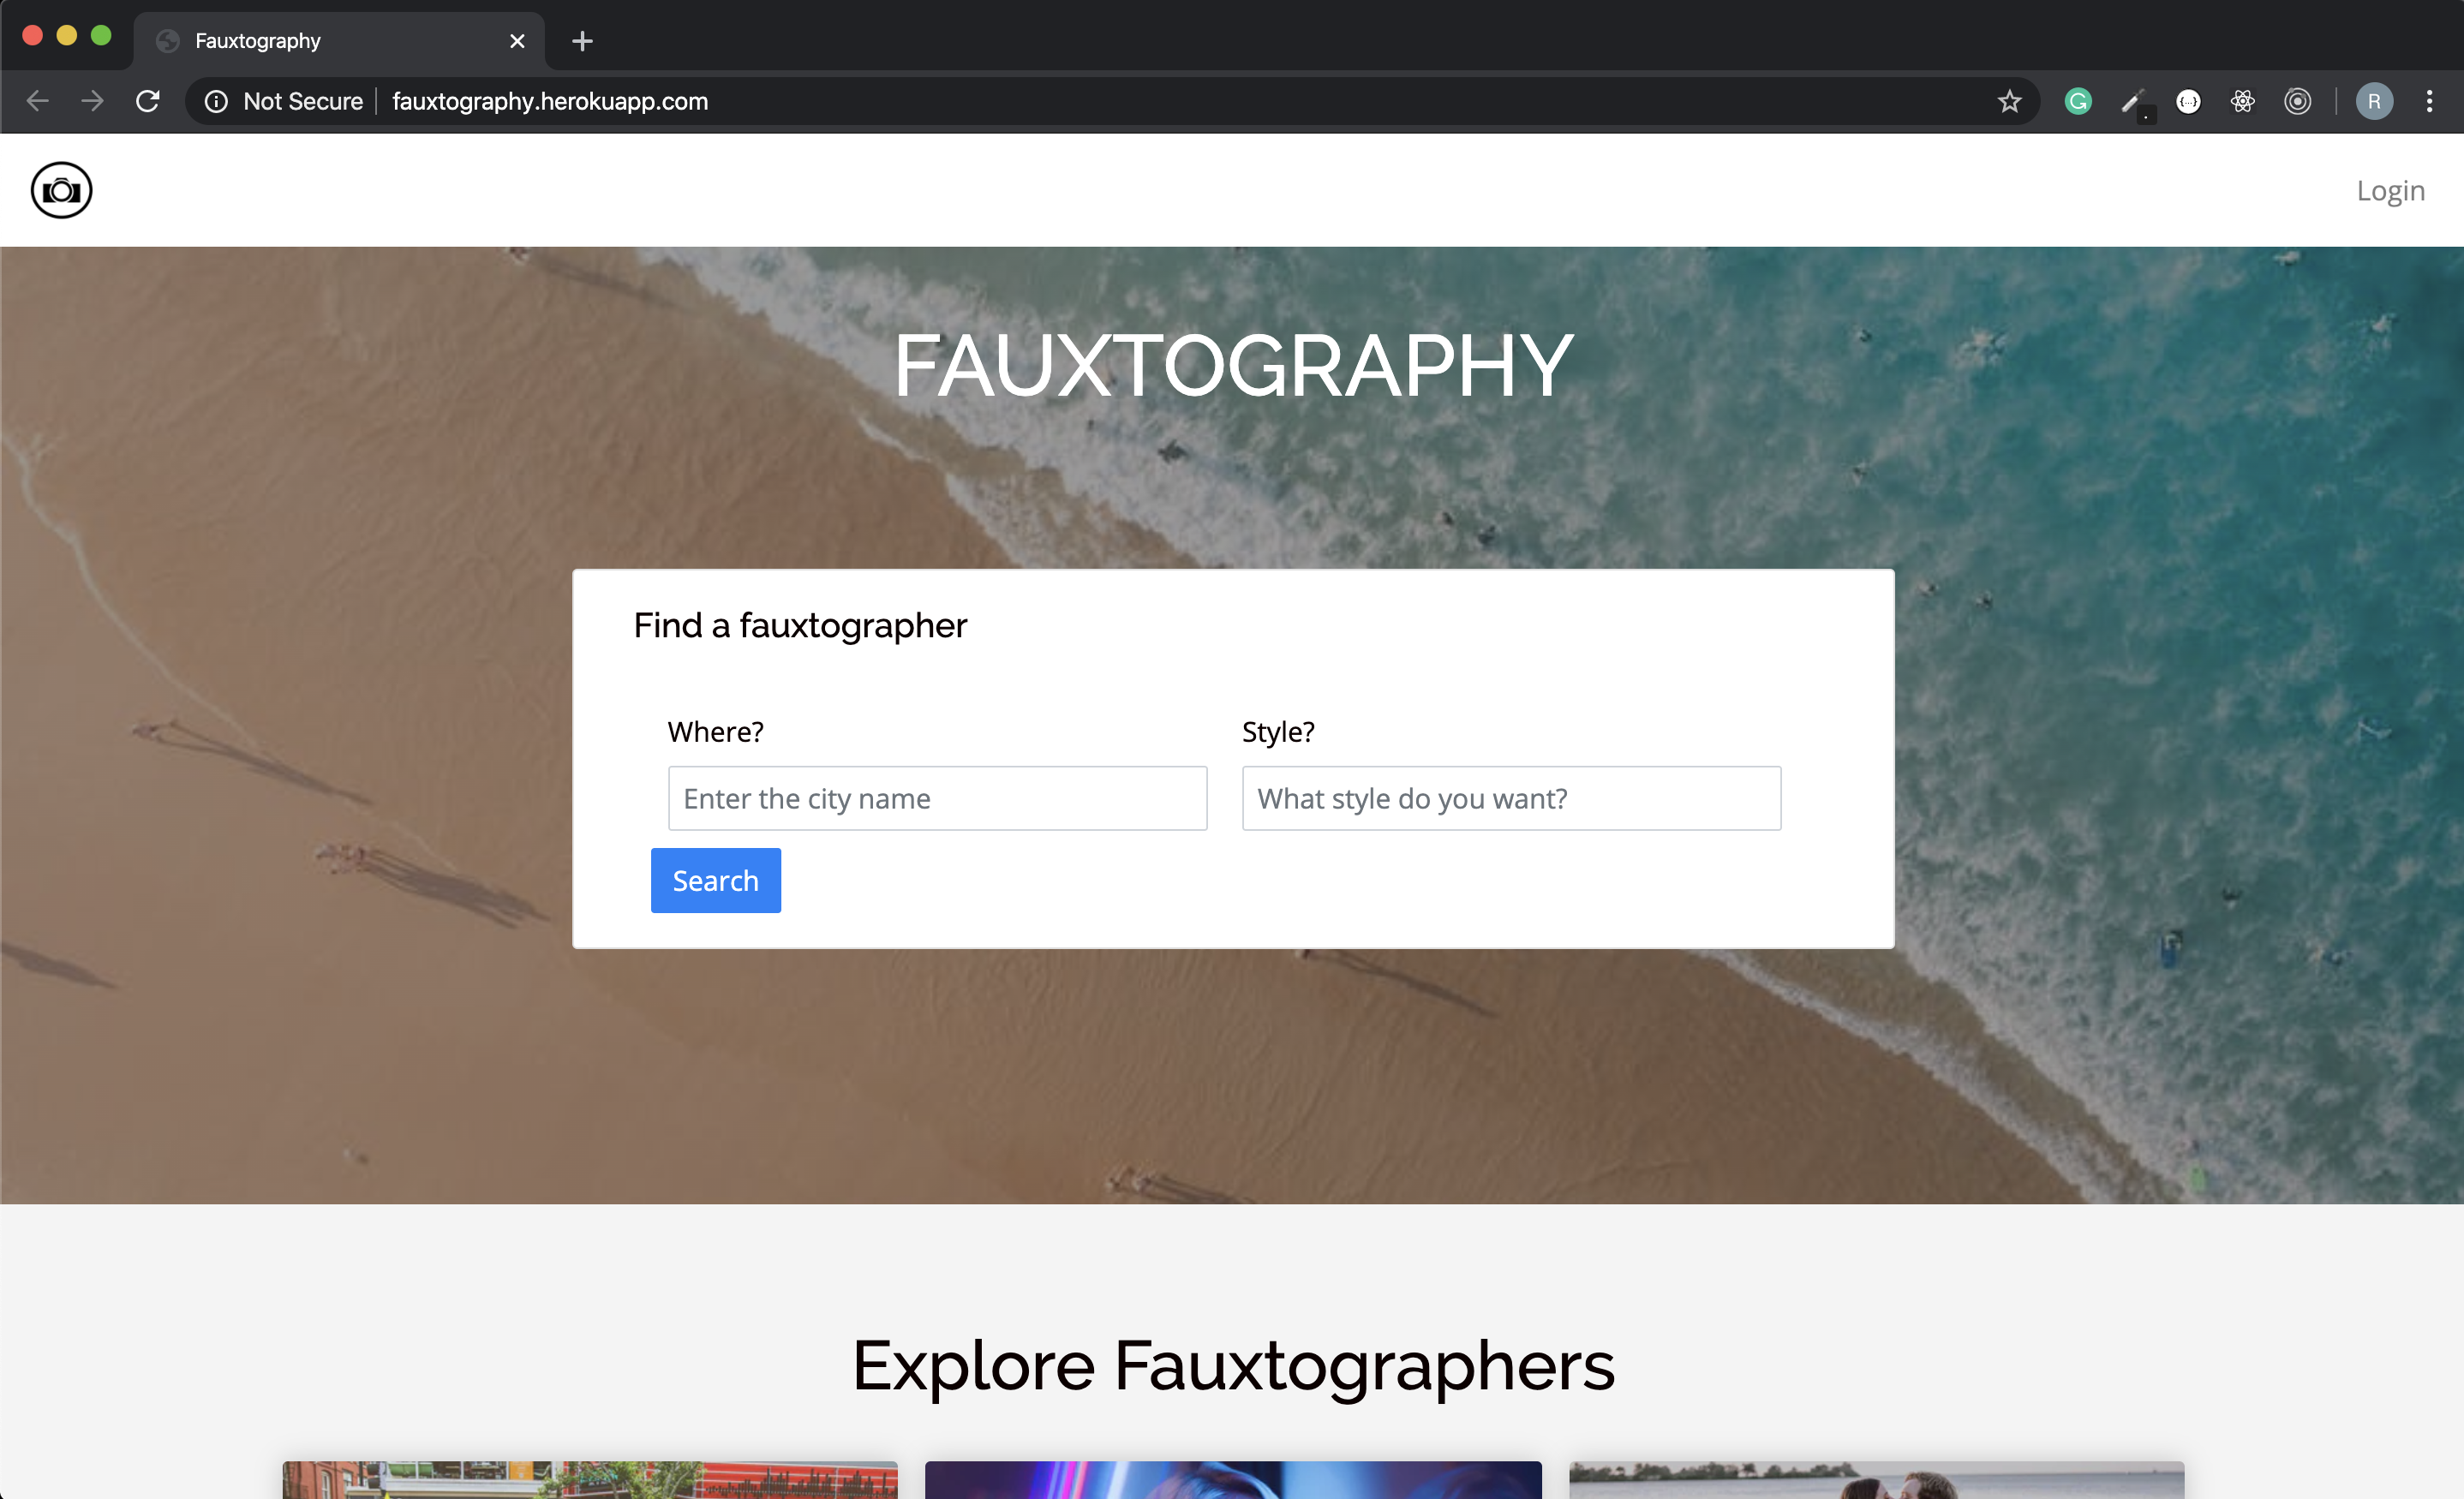 Fauxtography
Not Secure fauxtography.herokuapp.com
R
Login
FAUXTOGRAPHY
Find a fauxtographer
Where? Style?
Enter the city name What style do you want?
Search
Explore Fauxtographers